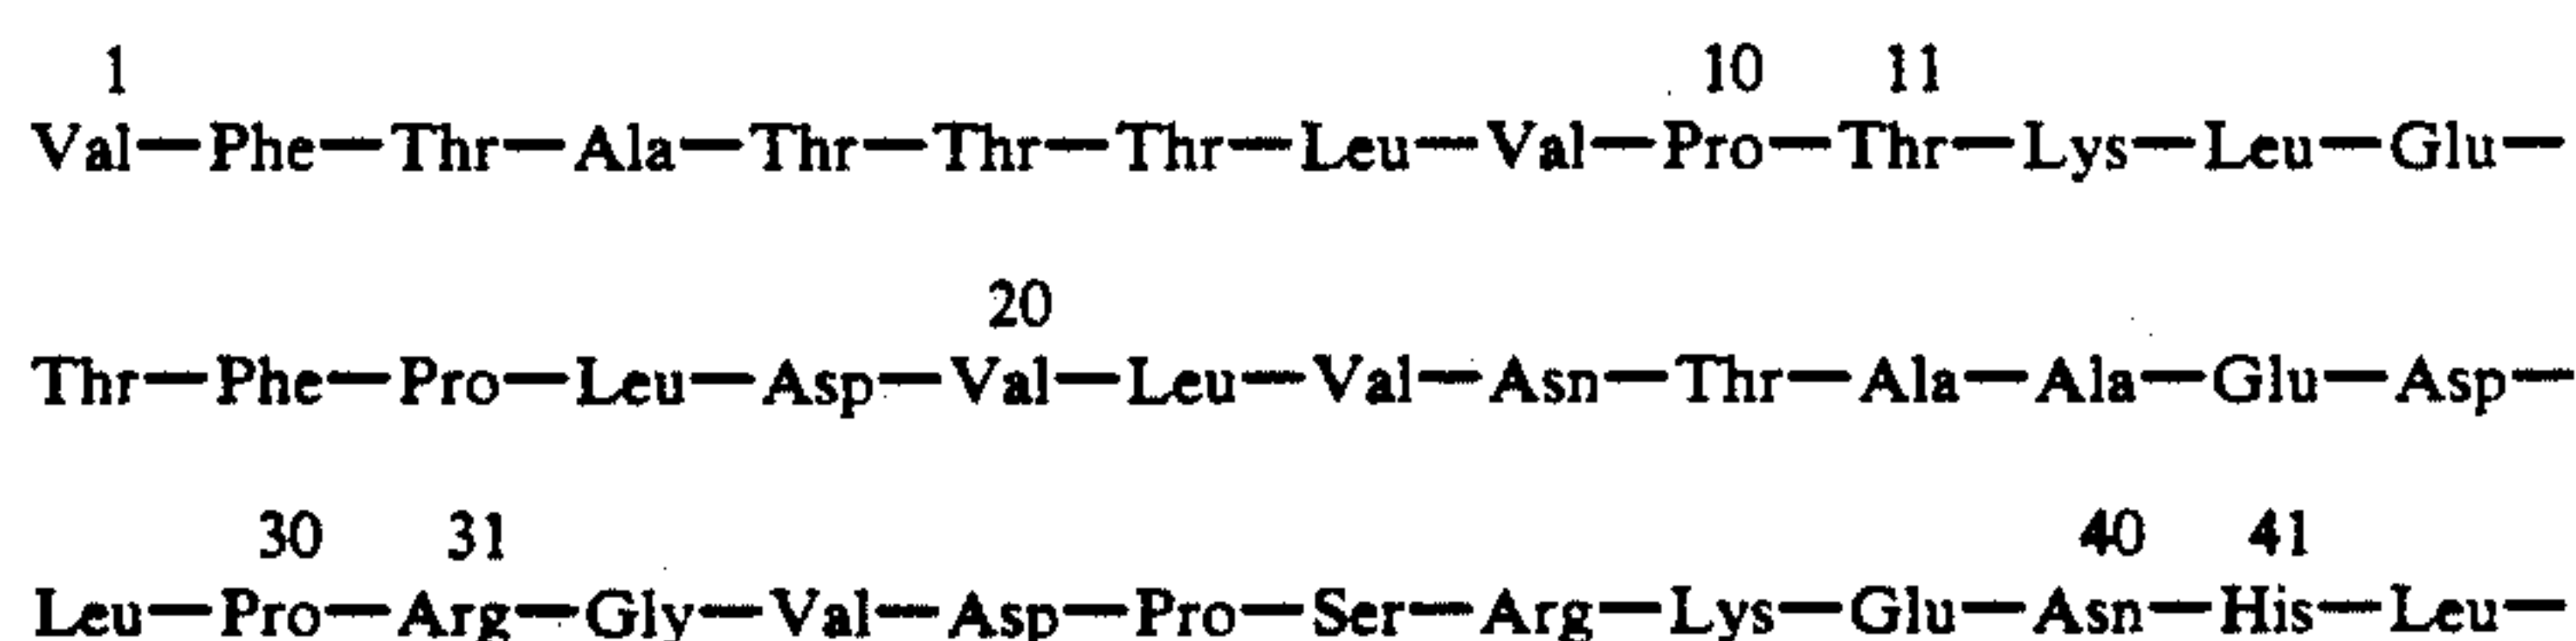 1 10 11
Val—Phe—Thr—Ala—Thr—Thr—Thr—Leu—Val—Pro—Thr—Lys—Leu—Glu—
20
Thr—Phe—Pro—Leu—Asp—Val—Leu—Val—Asn—Thr—Ala—Ala—Glu—Asp—
30 31 40 41
Leu—Pro—Arg—Gly—Val—Asp—Pro—Ser—Arg—Lys—Glu—Asn—His—Leu—